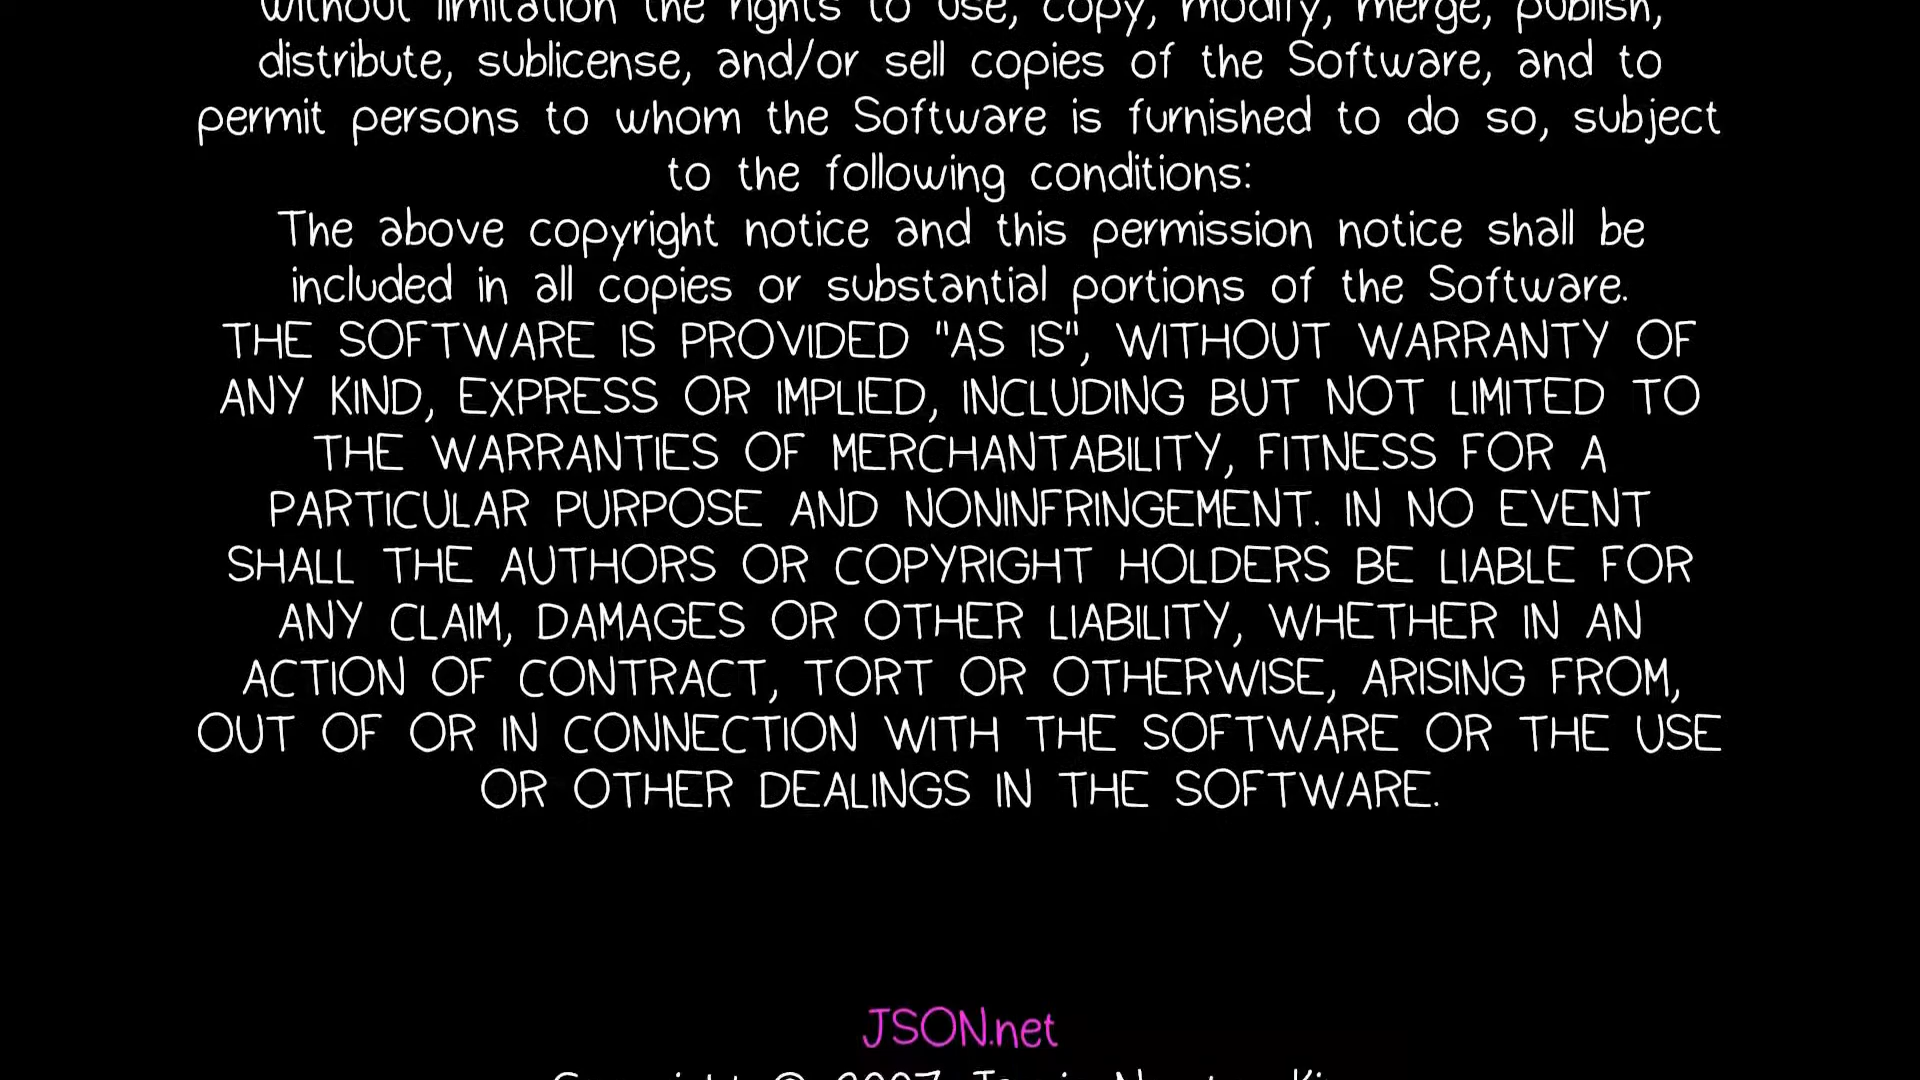 without limitation the rights to use, copy, modify, merge, publish,
distribute, sublicense, and/or sell copies of the Software, and to
permit persons to whom the Software is furnished to do so, subject
to the following conditions:
The above copyright notice and this permission notice shall be
included in all copies or substantial portions of the Software.
THE SOFTWARE IS PROVIDED "AS IS", WITHOUT WARRANTY OF
ANY KIND, EXPRESS OR IMPLIED, INCLUDING BUT NOT LIMITED TO
THE WARRANTIES OF MERCHANTABILITY, FITNESS FOR A
PARTICULAR PURPOSE AND NONINFRINGEMENT. IN NO EVENT
SHALL THE AUTHORS OR COPYRIGHT HOLDERS BE LIABLE FOR
ANY CLAIM, DAMAGES OR OTHER LIABILITY, WHETHER IN AN
ACTION OF CONTRACT, TORT OR OTHERWISE, ARISING FROM,
OUT OF OR IN CONNECTION WITH THE SOFTWARE OR THE USE
OR OTHER DEALINGS IN THE SOFTWARE.
JSON.net